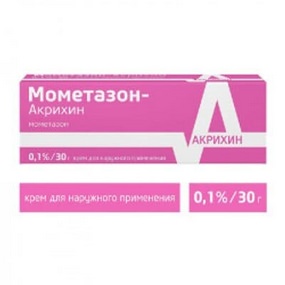 Мометазон-
Акрихин
мометазон
АКРИХИН
0,1%/30 г крем для наружного применения
крем для наружного применения
0,1%/30 г